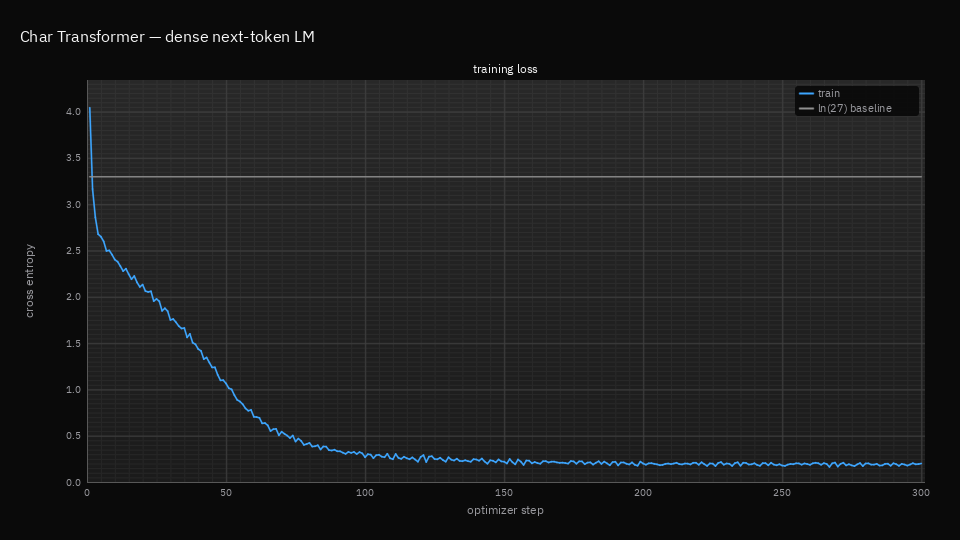 Char Transformer — dense next-token LM
training loss
train
ln(27) baseline
4.0
3.5
3.0
2.5
2.0
1.5
1.0
0.5
0.0
cross entropy
0 50 100 150 200 250 300
optimizer step